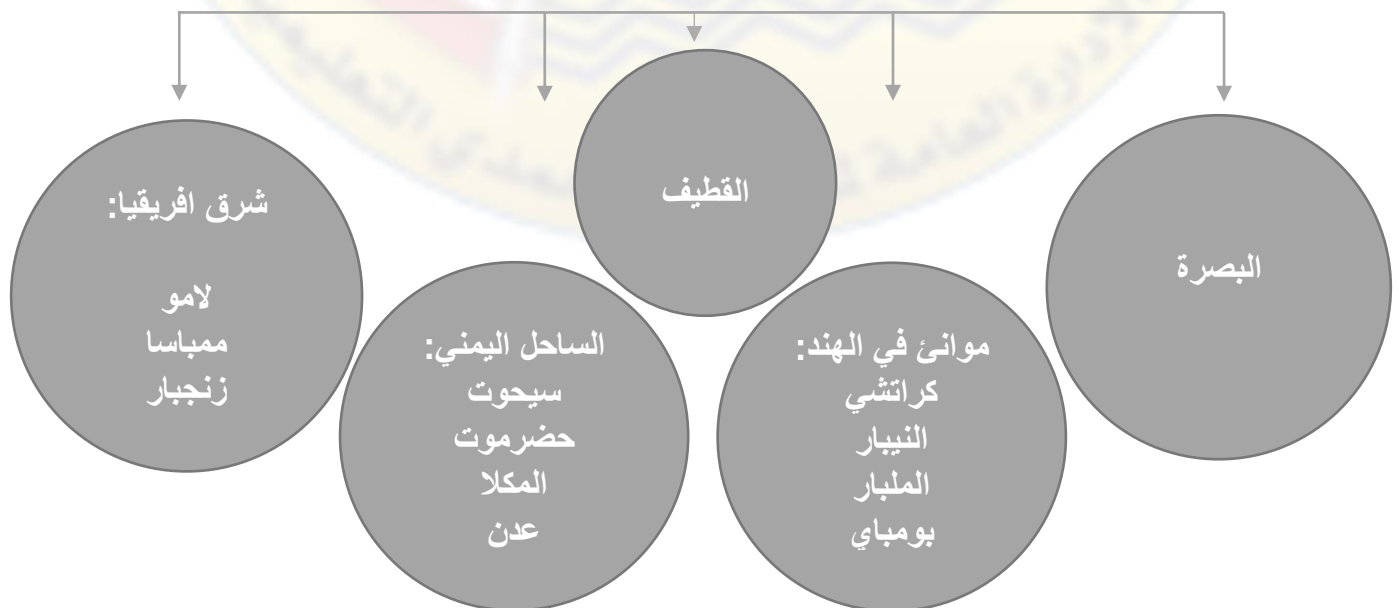 البصرة
موانئ في الهند:
كراتشي
النيبار
الملبار
بومباي
القطيف
الساحل اليمني:
سيحوت
حضرموت
المكلا
عدن
شرق افريقيا:
لامو
ممباسا
زنجبار